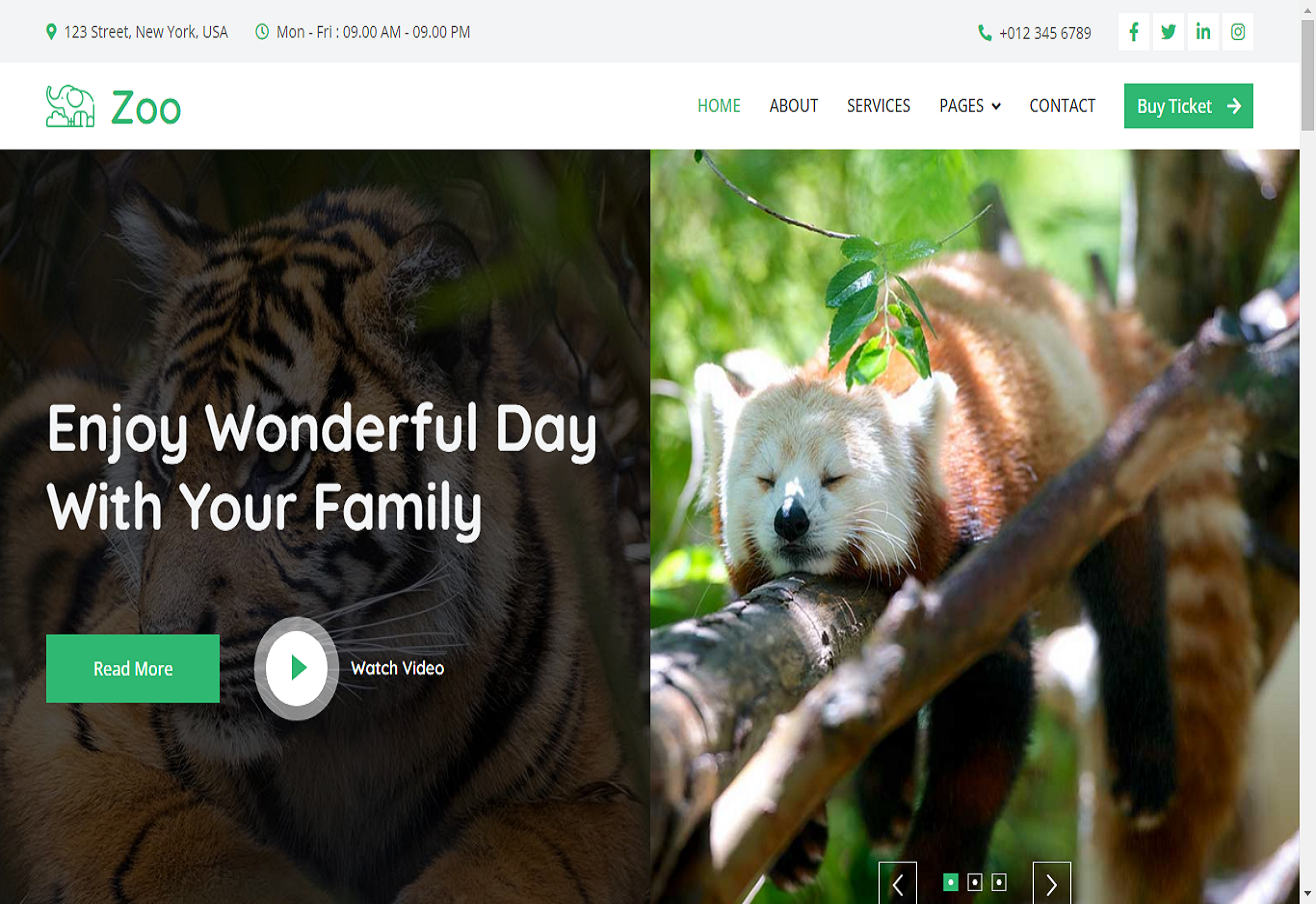 123 Street, New York, USA
Mon - Fri : 09.00 AM - 09.00 PM
+012 345 6789
Zoo
HOME
ABOUT
SERVICES
PAGES
CONTACT
Buy Ticket
Enjoy Wonderful Day
With Your Family
Read More
Watch Video